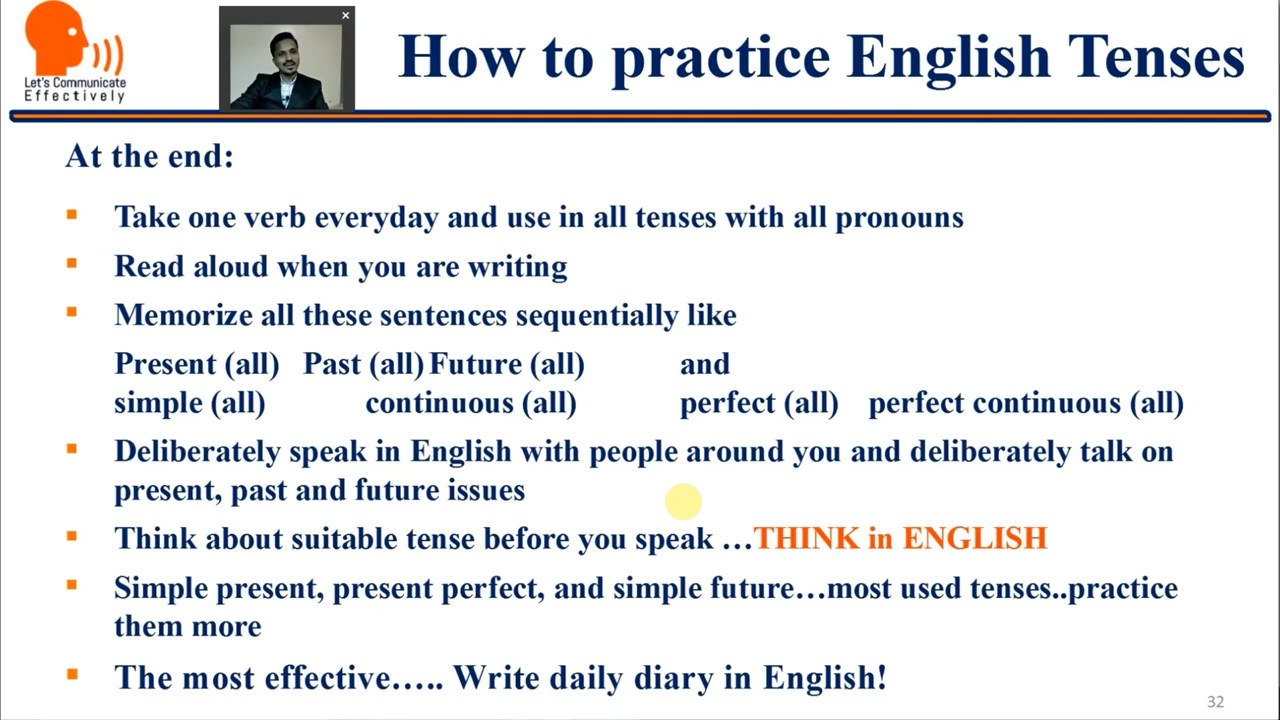 Let's Communicate
Effectively
How to practice English Tenses
At the end:
Take one verb everyday and use in all tenses with all pronouns
Read aloud when you are writing
Memorize all these sentences sequentially like
Present (all) Past (all) Future (all) and
simple (all) continuous (all) perfect (all) perfect continuous (all)
Deliberately speak in English with people around you and deliberately talk on
present, past and future issues
Think about suitable tense before you speak …THINK in ENGLISH
Simple present, present perfect, and simple future…most used tenses..practice
them more
The most effective….. Write daily diary in English!
32